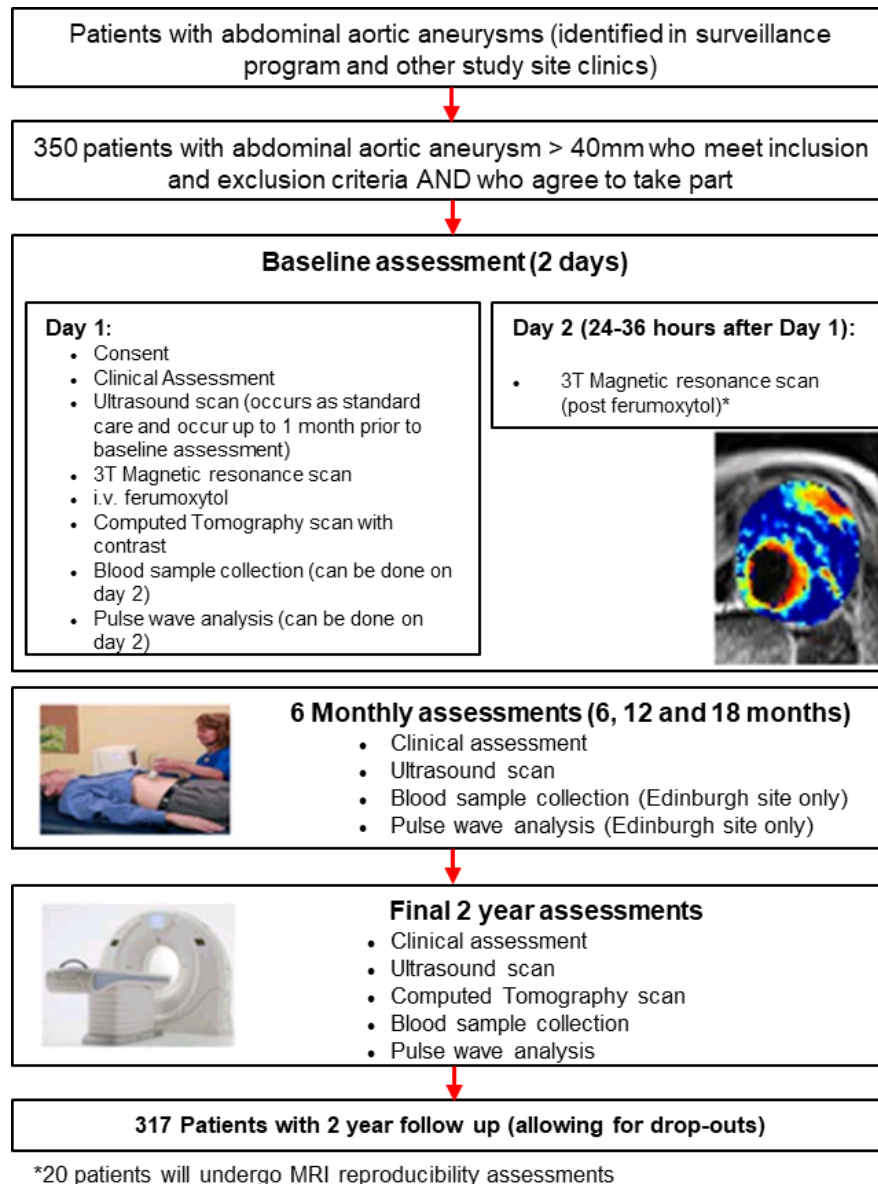 Patients with abdominal aortic aneurysms (identified in surveillance
program and other study site clinics)
350 patients with abdominal aortic aneurysm > 40mm who meet inclusion
and exclusion criteria AND who agree to take part
Baseline assessment (2 days)
Day 1:
• Consent
• Clinical Assessment
• Ultrasound scan (occurs as standard
care and occur up to 1 month prior to
baseline assessment)
• 3T Magnetic resonance scan
• i.v. ferumoxytol
• Computed Tomography scan with
contrast
• Blood sample collection (can be done on
day 2)
• Pulse wave analysis (can be done on
day 2)
Day 2 (24-36 hours after Day 1):
• 3T Magnetic resonance scan
(post ferumoxytol)*
6 Monthly assessments (6, 12 and 18 months)
• Clinical assessment
• Ultrasound scan
• Blood sample collection (Edinburgh site only)
• Pulse wave analysis (Edinburgh site only)
Final 2 year assessments
• Clinical assessment
• Ultrasound scan
• Computed Tomography scan
• Blood sample collection
• Pulse wave analysis
317 Patients with 2 year follow up (allowing for drop-outs)
*20 patients will undergo MRI reproducibility assessments